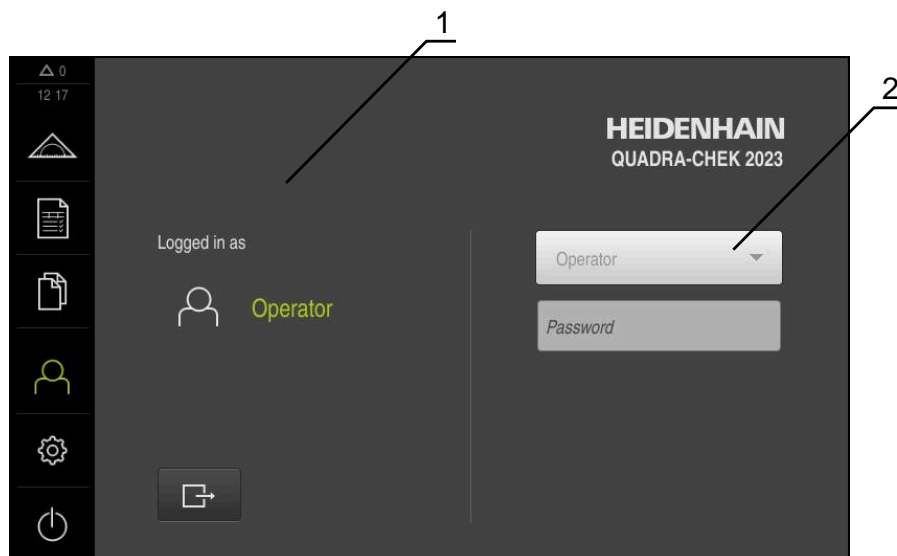 1
2
0
12 17
HEIDENHAIN
QUADRA-CHEK 2023
Logged in as
Operator
Operator
Password